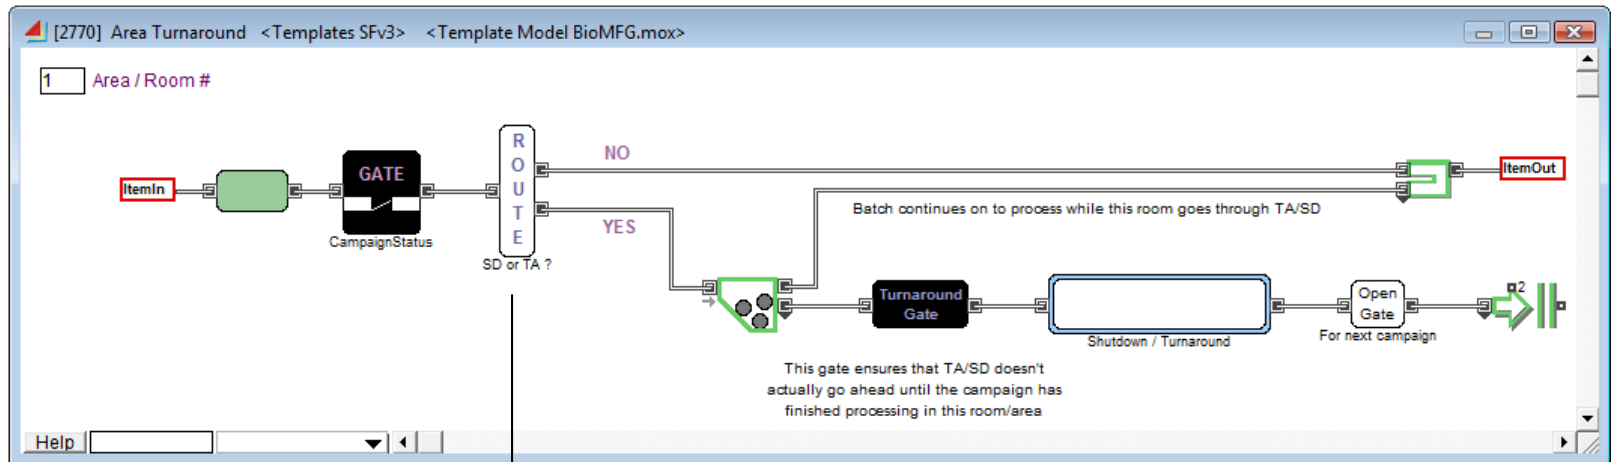 [2770] Area Turnaround <Templates SFv3> <Template Model BioMFG.mox>
1 Area / Room #
ItemIn
GATE
CampaignStatus
ROUTE
SD or TA ?
NO
YES
ItemOut
Batch continues on to process while this room goes through TA/SD
Turnaround
Gate
Shutdown / Turnaround
Open
Gate
For next campaign
2
This gate ensures that TA/SD doesn't
actually go ahead until the campaign has
finished processing in this room/area
Help